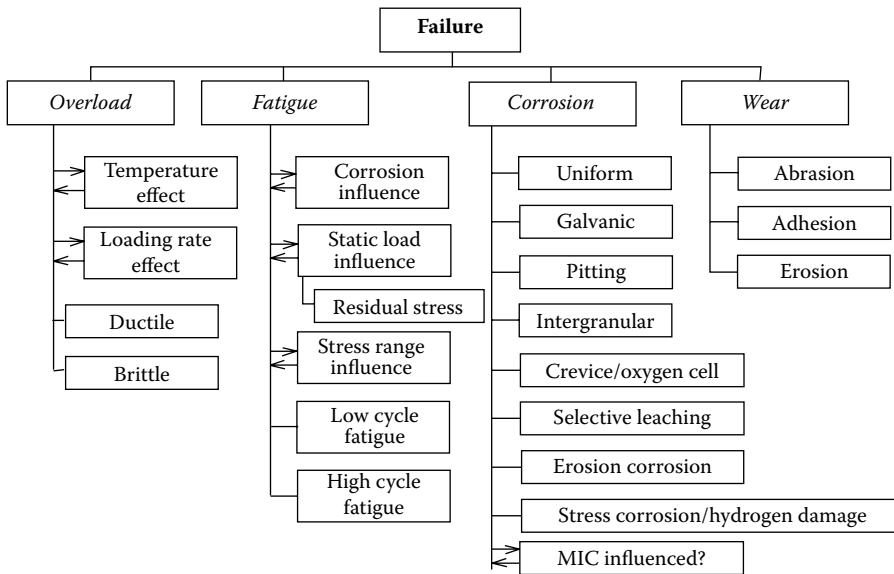 Failure
Overload
Fatigue
Corrosion
Wear
Temperature
effect
Loading rate
effect
Ductile
Brittle
Corrosion
influence
Static load
influence
Residual stress
Stress range
influence
Low cycle
fatigue
High cycle
fatigue
Uniform
Galvanic
Pitting
Intergranular
Crevice/oxygen cell
Selective leaching
Erosion corrosion
Stress corrosion/hydrogen damage
MIC influenced?
Abrasion
Adhesion
Erosion